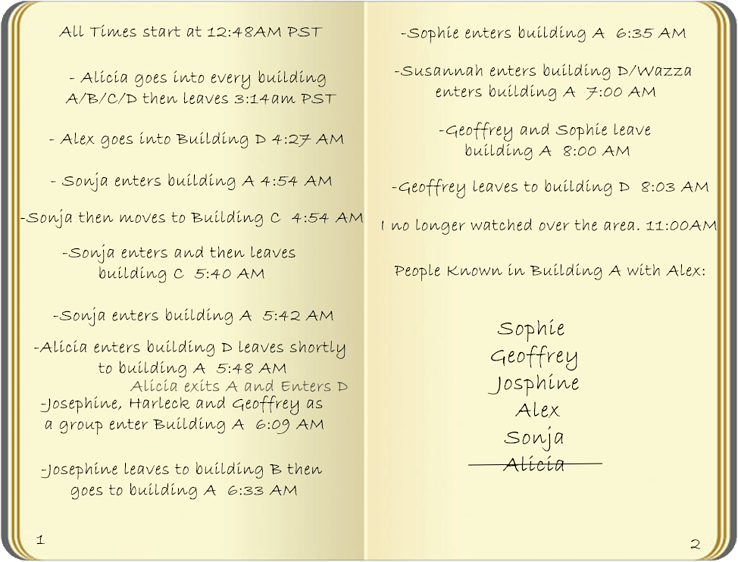 All Times start at 12:48AM PST
- Alicia goes into every building
A/B/C/D then leaves 3:14am PST
- Alex goes into Building D 4:27 AM
- Sonja enters building A 4:54 AM
-Sonja then moves to Building C 4:54 AM
-Sonja enters and then leaves
building C 5:40 AM
-Sonja enters building A 5:42 AM
-Alicia enters building D leaves shortly
to building A 5:48 AM
Alicia exits A and Enters D
-Josephine, Harleck and Geoffrey as
a group enter Building A 6:09 AM
-Josephine leaves to building B then
goes to building A 6:33 AM
1
-Sophie enters building A 6:35 AM
-Susannah enters building D/Wazza
enters building A 7:00 AM
-Geoffrey and Sophie leave
building A 8:00 AM
-Geoffrey leaves to building D 8:03 AM
I no longer watched over the area. 11:00AM
People Known in Building A with Alex:
Sophie
Geoffrey
Josphine
Alex
Sonja
Alicia
2